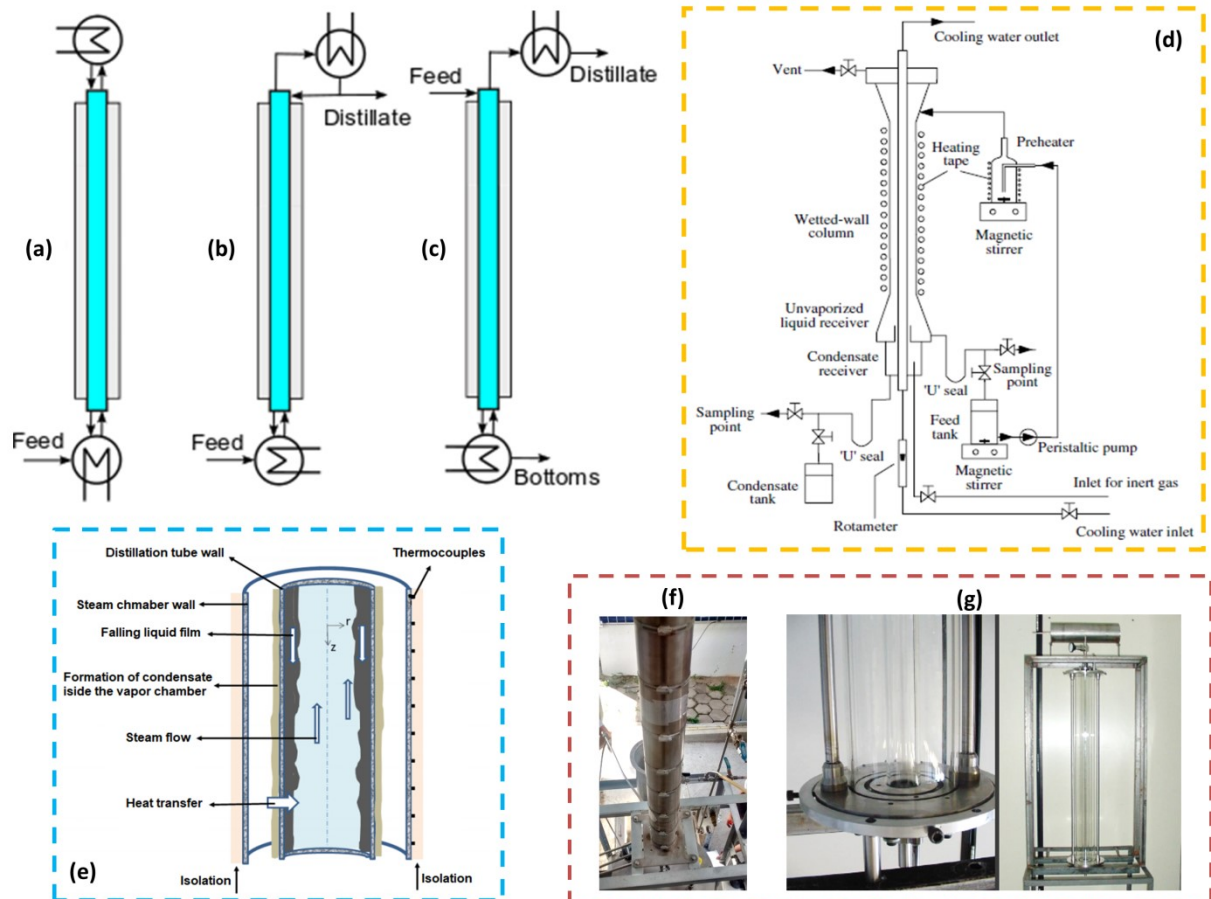 (a)
Feed
(b)
Distillate
Feed
(c)
Feed
Distillate
Bottoms
(d)
Cooling water outlet
Vent
Preheater
Heating
tape
Wetted-wall
column
Magnetic
stirrer
Unvaporized
liquid receiver
Condensate
receiver
'U' seal
Sampling
point
Sampling
point
'U' seal
Feed
tank
Peristaltic pump
Magnetic
stirrer
Condensate
tank
Inlet for inert gas
Rotameter
Cooling water inlet
Distillation tube wall
Thermocouples
Steam chmaber wall
Falling liquid film
r
z
Formation of condensate
iside the vapor chamber
Steam flow
Heat transfer
(e)
Isolation
Isolation
(f)
(g)